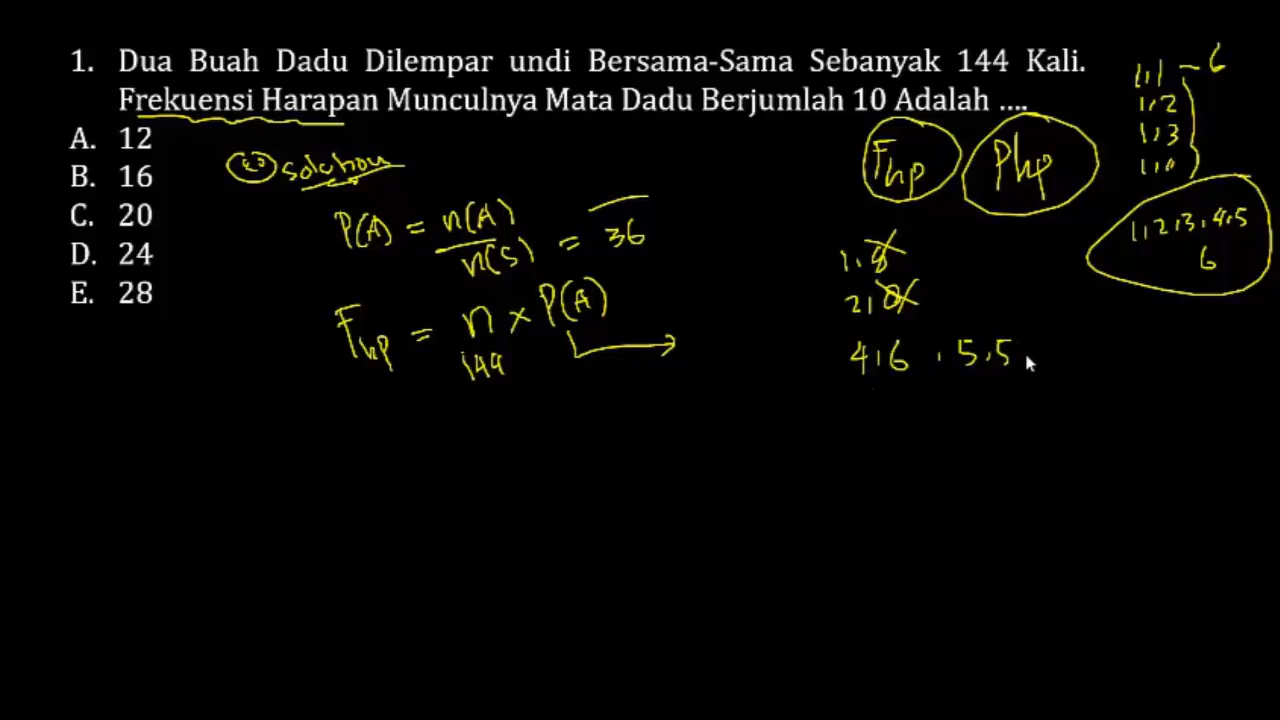 1. Dua Buah Dadu Dilempar undi Bersama-Sama Sebanyak 144 Kali.
Frekuensi Harapan Munculnya Mata Dadu Berjumlah 10 Adalah ....
A. 12
B. 16
C. 20
D. 24
E. 28
solution
P(A) = n(A) / n(S) = / 36
Fhp = n × P(A)
144
Fhp Php
1,1 - 6
1,2
1,3
1,2,3,4,5
6
1,
2,
4,6 , 5,5